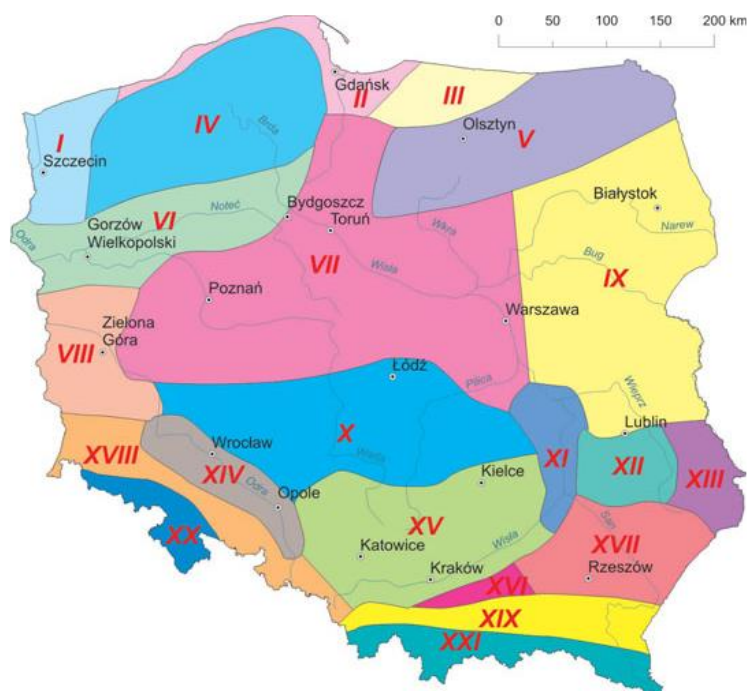 0 50 100 150 200 km
Gdańsk
II
III
I
IV
Brda
Olsztyn
V
Szczecin
Białystok
Bydgoszcz
Toruń
Noteć
VI
Gorzów
Wielkopolski
Odra
Wkra
Narew
Bug
VII
Wisła
IX
Poznań
Warszawa
Zielona
Góra
VIII
Łódź
Pilica
Wieprz
Lublin
X
Warta
XVIII
Wrocław
XIV
Odra
Opole
Kielce
XI
XII
XIII
XX
XV
Katowice
Wisła
Kraków
San
XVII
Rzeszów
XVI
XIX
XXI